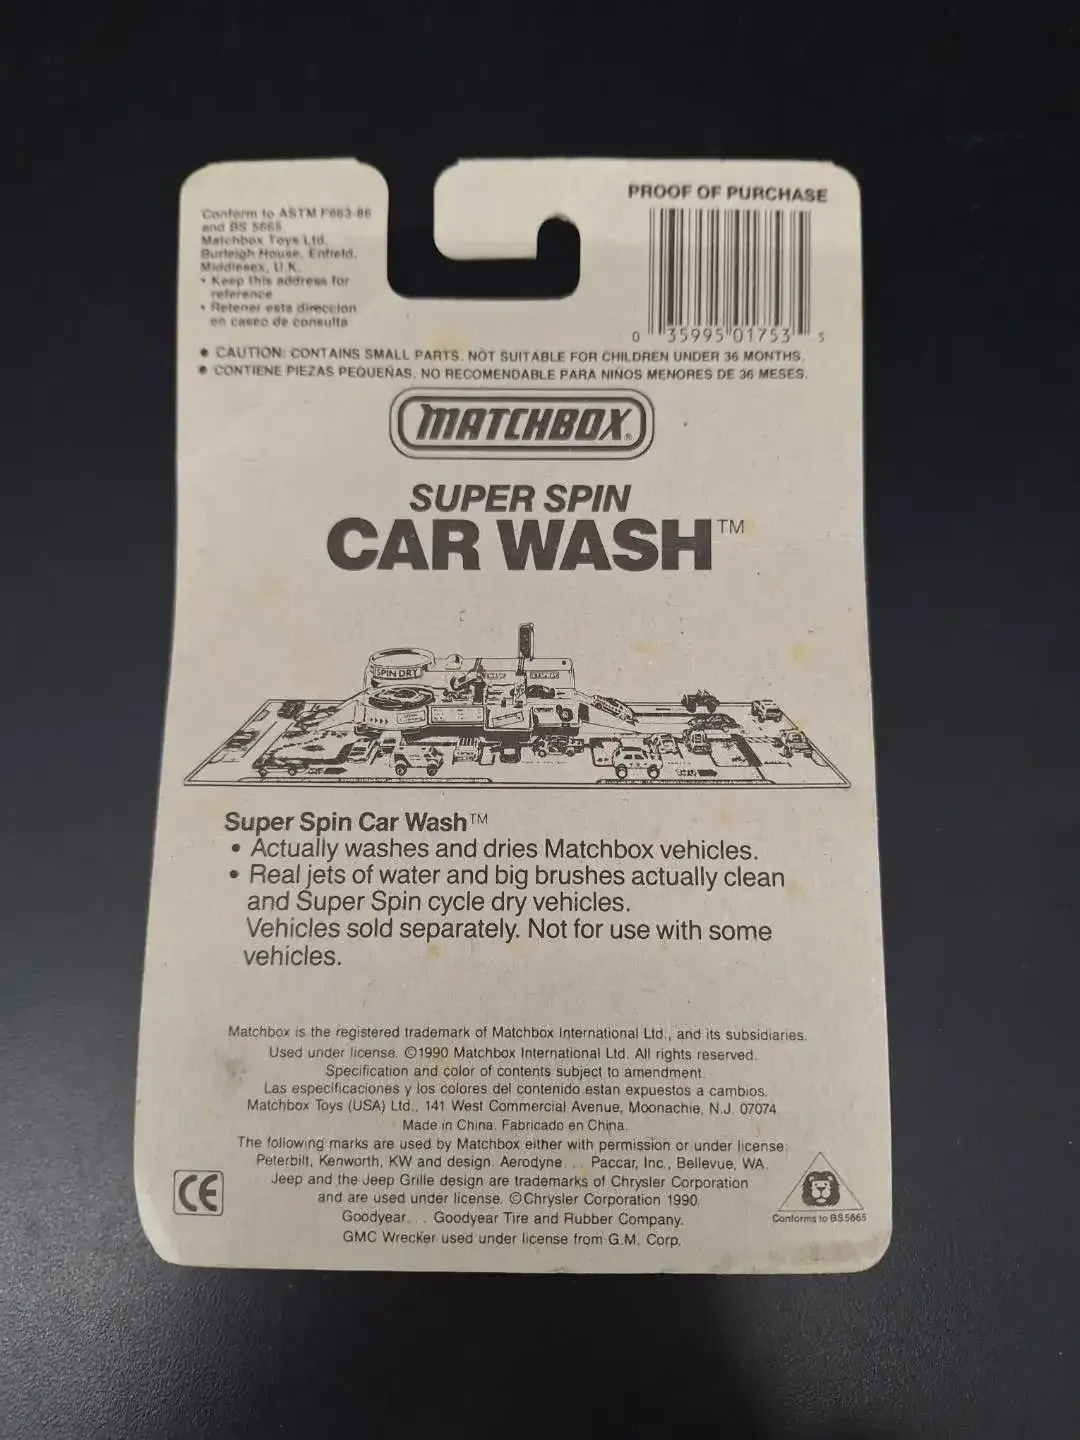 Conform to ASTM F963-86
and BS 5665
Matchbox Toys Ltd.
Burleigh House, Enfield,
Middlesex, U.K.
• Keep this address for
reference
• Retener esta direccion
en caseo de consulta
PROOF OF PURCHASE
0 35995 01753 5
• CAUTION: CONTAINS SMALL PARTS. NOT SUITABLE FOR CHILDREN UNDER 36 MONTHS.
• CONTIENE PIEZAS PEQUEÑAS. NO RECOMENDABLE PARA NIÑOS MENORES DE 36 MESES.
MATCHBOX®
SUPER SPIN
CAR WASH™
SPIN DRY
Super Spin Car Wash™
• Actually washes and dries Matchbox vehicles.
• Real jets of water and big brushes actually clean
and Super Spin cycle dry vehicles.
Vehicles sold separately. Not for use with some
vehicles.
Matchbox is the registered trademark of Matchbox International Ltd., and its subsidiaries.
Used under license. ©1990 Matchbox International Ltd. All rights reserved.
Specification and color of contents subject to amendment.
Las especificaciones y los colores del contenido estan expuestos a cambios.
Matchbox Toys (USA) Ltd., 141 West Commercial Avenue, Moonachie, N.J. 07074.
Made in China. Fabricado en China.
The following marks are used by Matchbox either with permission or under license:
Peterbilt, Kenworth, KW and design. Aerodyne... Paccar, Inc., Bellevue, WA.
Jeep and the Jeep Grille design are trademarks of Chrysler Corporation
and are used under license. ©Chrysler Corporation 1990.
Goodyear... Goodyear Tire and Rubber Company.
GMC Wrecker used under license from G.M. Corp.
CE
Conforms to BS5665